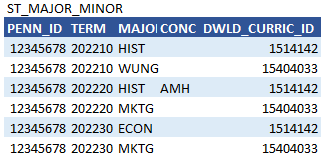 ST_MAJOR_MINOR
PENN_ID TERM MAJOI CONC DWLD_CURRIC_ID
12345678 202210 HIST 1514142
12345678 202210 WUNG 15404033
12345678 202220 HIST AMH 1514142
12345678 202220 MKTG 15404033
12345678 202230 ECON 1514142
12345678 202230 MKTG 15404033